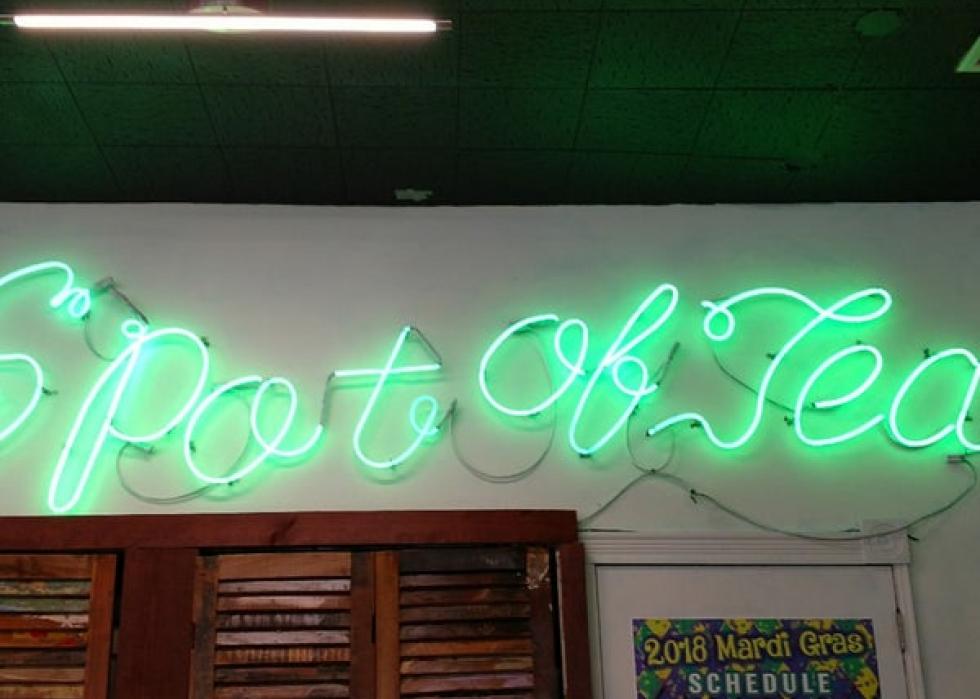 Spot Of Tea
2018 Mardi Gras
SCHEDULE